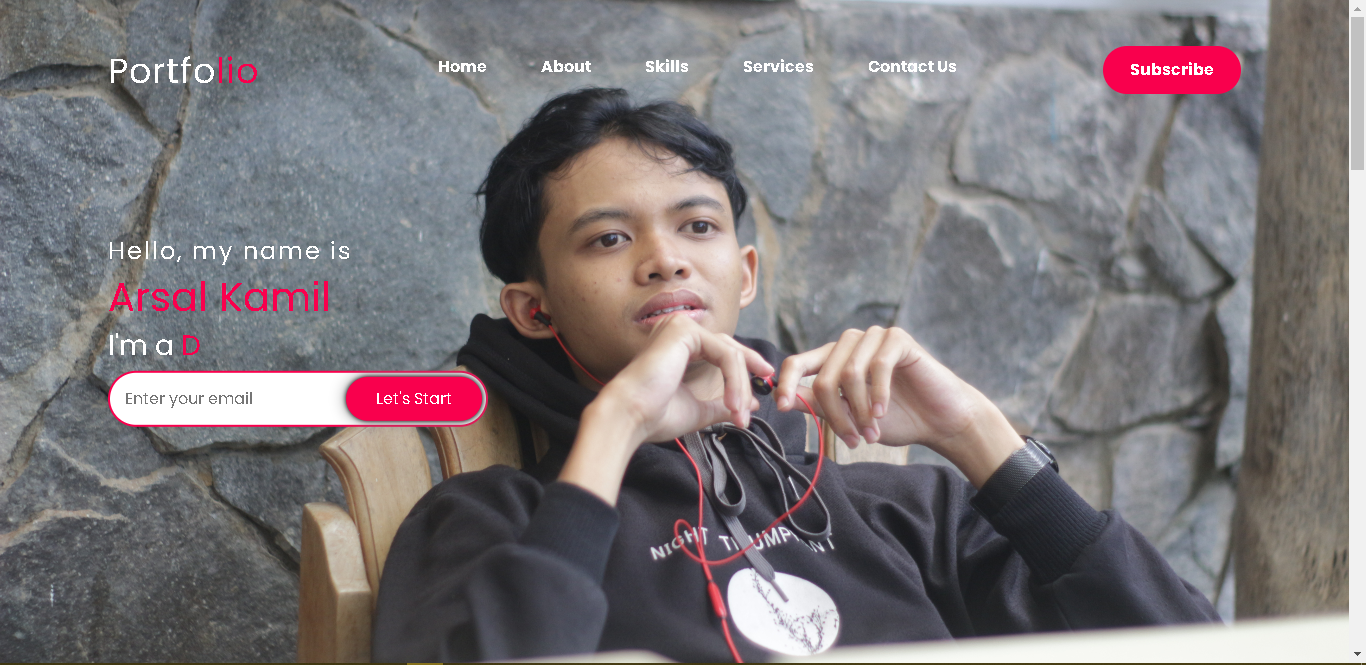 Portfolio
Home About Skills Services Contact Us
Subscribe
Hello, my name is
Arsal Kamil
I'm a D
Enter your email
Let's Start
NIGHT